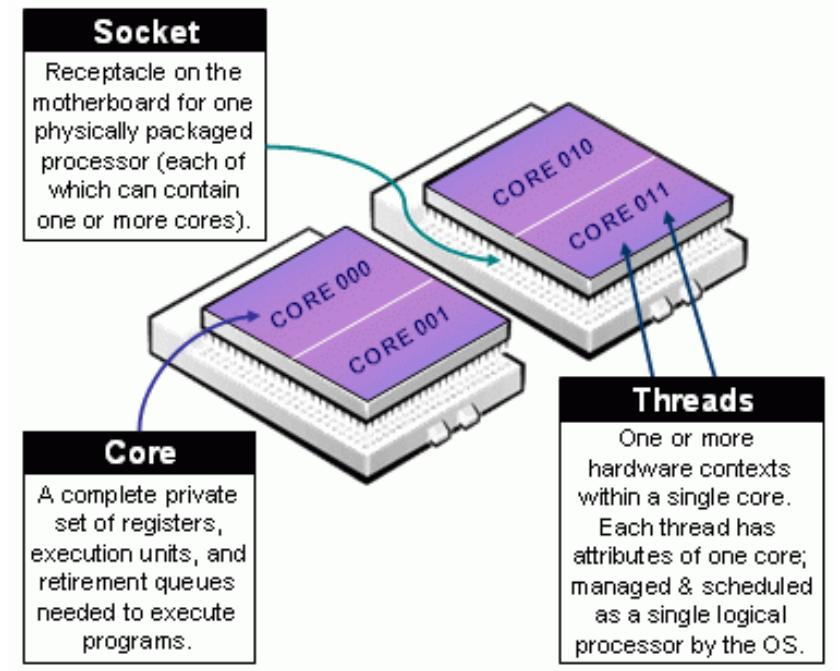 Socket
Receptacle on the
motherboard for one
physically packaged
processor (each of
which can contain
one or more cores).
CORE 010
CORE 011
CORE 000
CORE 001
Core
A complete private
set of registers,
execution units, and
retirement queues
needed to execute
programs.
Threads
One or more
hardware contexts
within a single core.
Each thread has
attributes of one core;
managed & scheduled
as a single logical
processor by the OS.